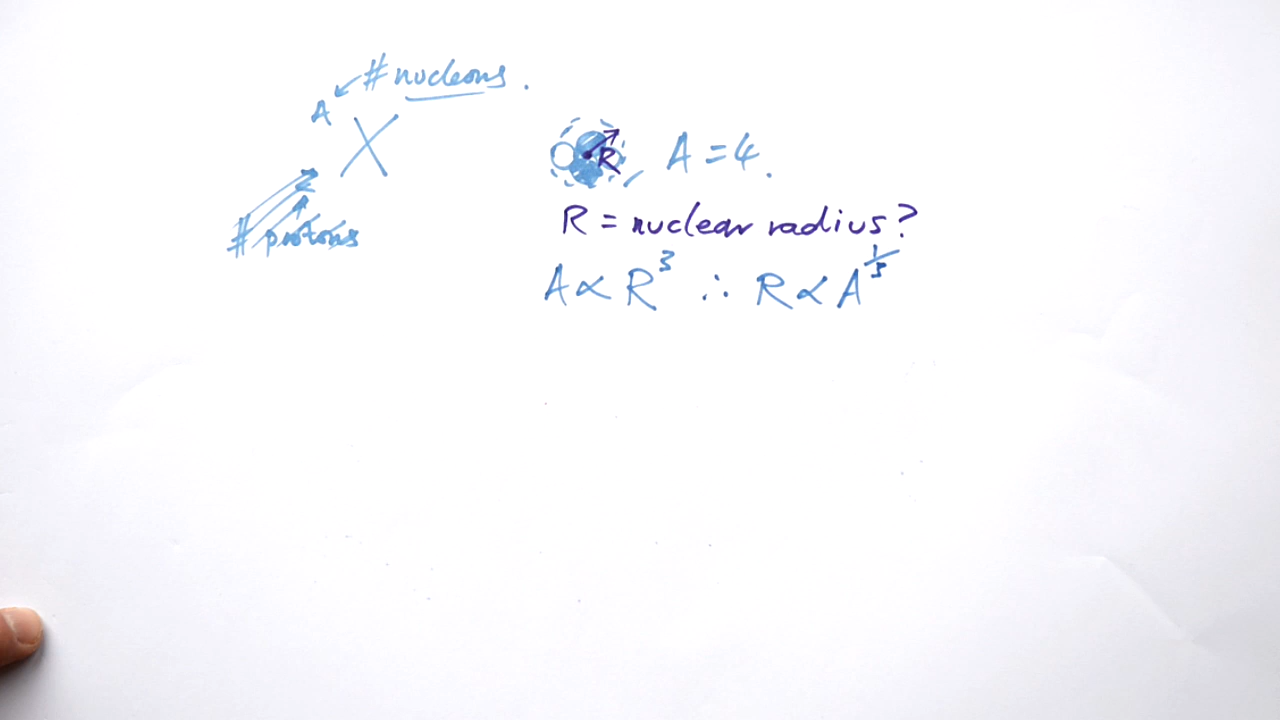 # nucleons.
A
X
# protons
R A = 4.
R = nuclear radius?
A ∝ R³ ∴ R ∝ A^{1/3}